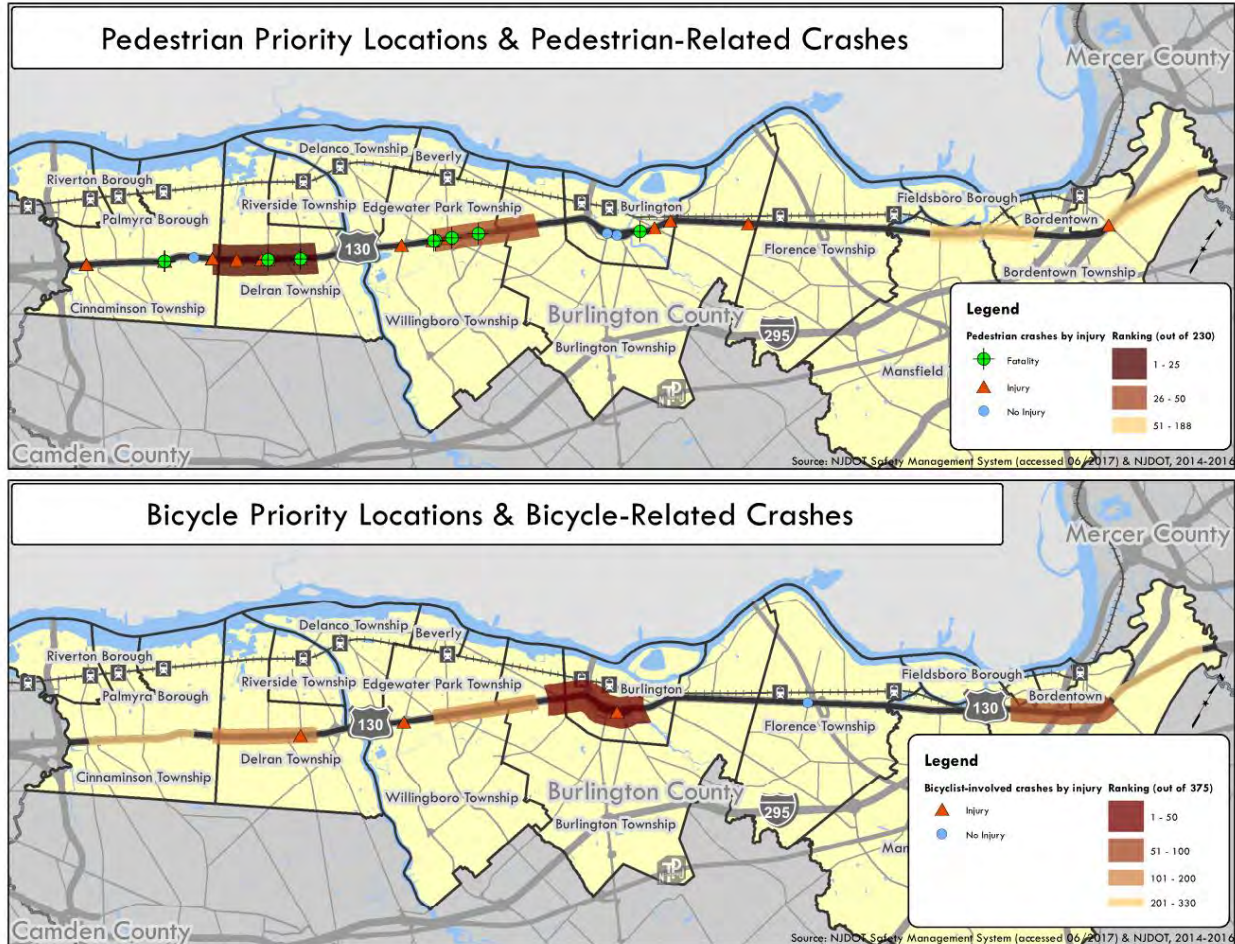 Pedestrian Priority Locations & Pedestrian-Related Crashes
Mercer County
Delanco Township
Beverly
Riverton Borough
Palmyra Borough
Riverside Township
Edgewater Park Township
Burlington
Fieldsboro Borough
Bordentown
130
Florence Township
Delran Township
Bordentown Township
Cinnaminson Township
Willingboro Township
Burlington County
295
Burlington Township
Mansfield
Camden County
Legend
Pedestrian crashes by injury
Fatality
Injury
No Injury
Ranking (out of 230)
1 - 25
26 - 50
51 - 188
Source: NJDOT Safety Management System (accessed 06/2017) & NJDOT, 2014-2016
Bicycle Priority Locations & Bicycle-Related Crashes
Mercer County
Delanco Township
Beverly
Riverton Borough
Palmyra Borough
Riverside Township
Edgewater Park Township
Burlington
Fieldsboro Borough
Bordentown
130
130
Florence Township
Delran Township
Cinnaminson Township
Willingboro Township
Burlington County
295
Burlington Township
Camden County
Legend
Bicyclist-involved crashes by injury
Injury
No Injury
Ranking (out of 375)
1 - 50
51 - 100
101 - 200
201 - 330
Source: NJDOT Safety Management System (accessed 06/2017) & NJDOT, 2014-2016